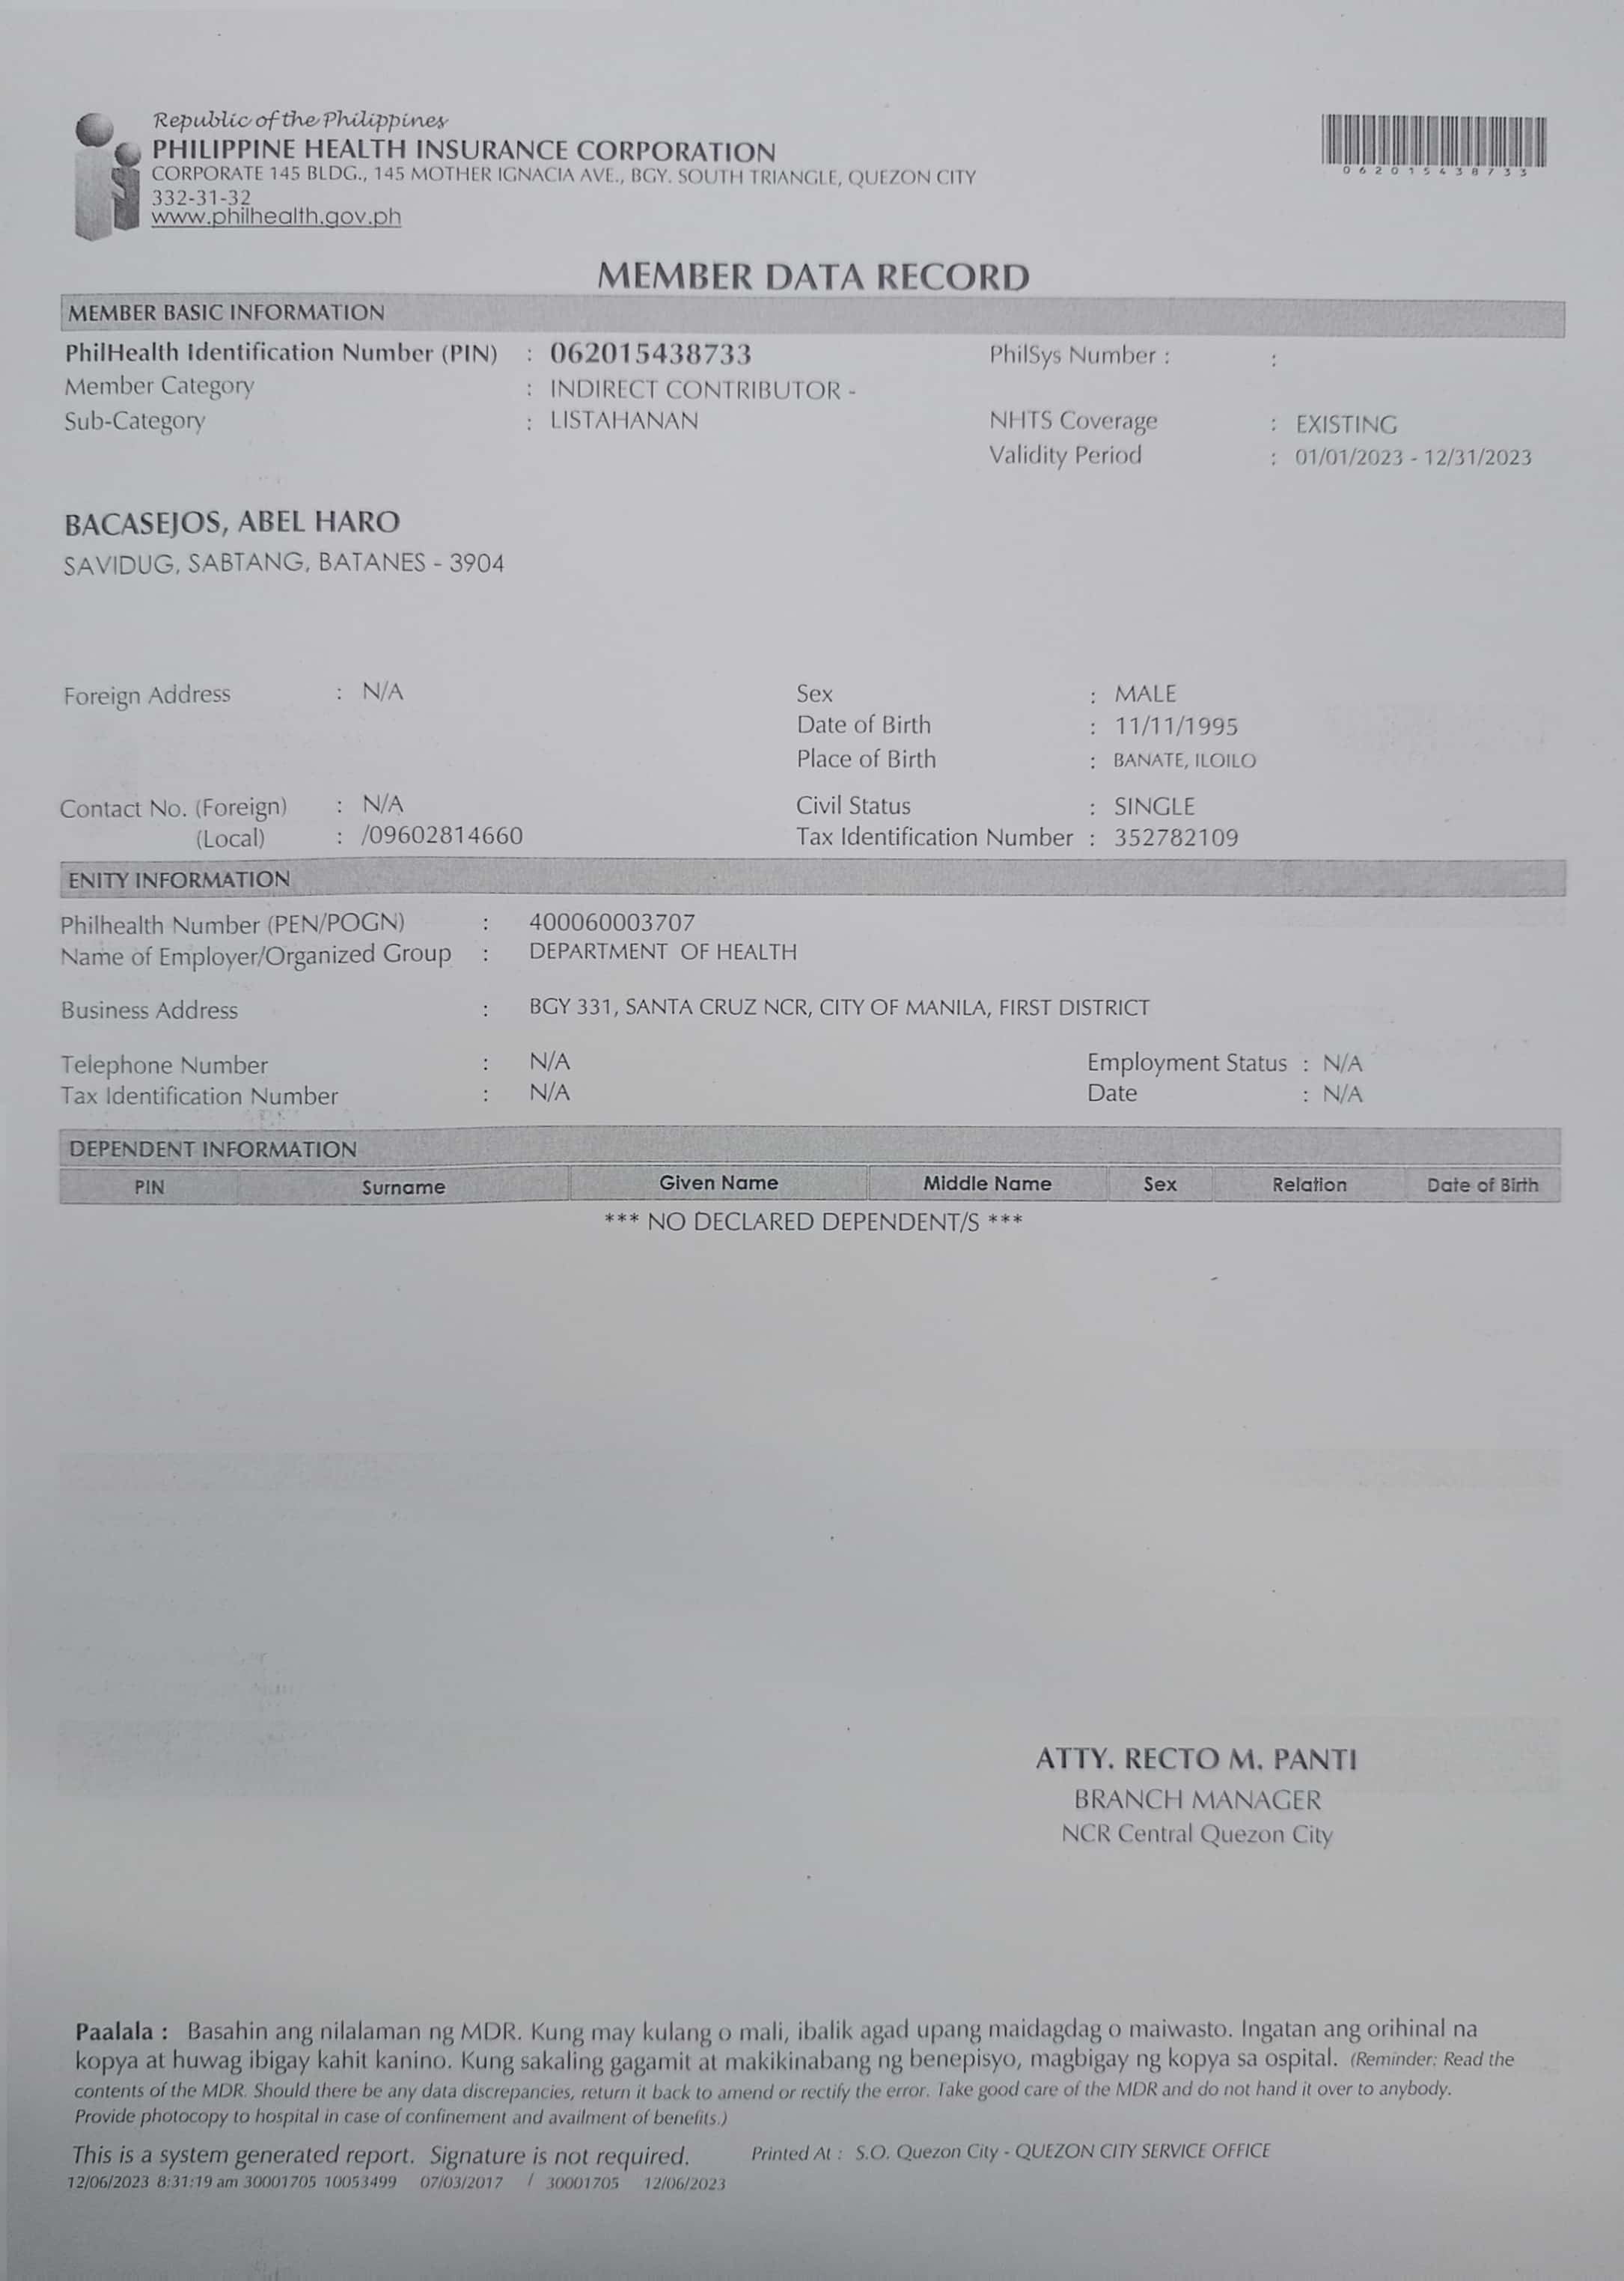 Republic of the Philippines
PHILIPPINE HEALTH INSURANCE CORPORATION
CORPORATE 145 BLDG., 145 MOTHER IGNACIA AVE., BGY. SOUTH TRIANGLE, QUEZON CITY
332-31-32
www.philhealth.gov.ph
062015438733
MEMBER DATA RECORD
MEMBER BASIC INFORMATION
PhilHealth Identification Number (PIN) : 062015438733 PhilSys Number : :
Member Category : INDIRECT CONTRIBUTOR -
Sub-Category : LISTAHANAN NHTS Coverage : EXISTING
Validity Period : 01/01/2023 - 12/31/2023
BACASEJOS, ABEL HARO
SAVIDUG, SABTANG, BATANES - 3904
Foreign Address : N/A Sex : MALE
Date of Birth : 11/11/1995
Place of Birth : BANATE, ILOILO
Contact No. (Foreign) : N/A Civil Status : SINGLE
(Local) : /09602814660 Tax Identification Number : 352782109
ENITY INFORMATION
Philhealth Number (PEN/POGN) : 400060003707
Name of Employer/Organized Group : DEPARTMENT OF HEALTH
Business Address : BGY 331, SANTA CRUZ NCR, CITY OF MANILA, FIRST DISTRICT
Telephone Number : N/A Employment Status : N/A
Tax Identification Number : N/A Date : N/A
DEPENDENT INFORMATION
PIN Surname Given Name Middle Name Sex Relation Date of Birth
*** NO DECLARED DEPENDENT/S ***
ATTY. RECTO M. PANTI
BRANCH MANAGER
NCR Central Quezon City
Paalala : Basahin ang nilalaman ng MDR. Kung may kulang o mali, ibalik agad upang maidagdag o maiwasto. Ingatan ang orihinal na
kopya at huwag ibigay kahit kanino. Kung sakaling gagamit at makikinabang ng benepisyo, magbigay ng kopya sa ospital. (Reminder: Read the
contents of the MDR. Should there be any data discrepancies, return it back to amend or rectify the error. Take good care of the MDR and do not hand it over to anybody.
Provide photocopy to hospital in case of confinement and availment of benefits.)
This is a system generated report. Signature is not required. Printed At : S.O. Quezon City - QUEZON CITY SERVICE OFFICE
12/06/2023 8:31:19 am 30001705 10053499 07/03/2017 / 30001705 12/06/2023